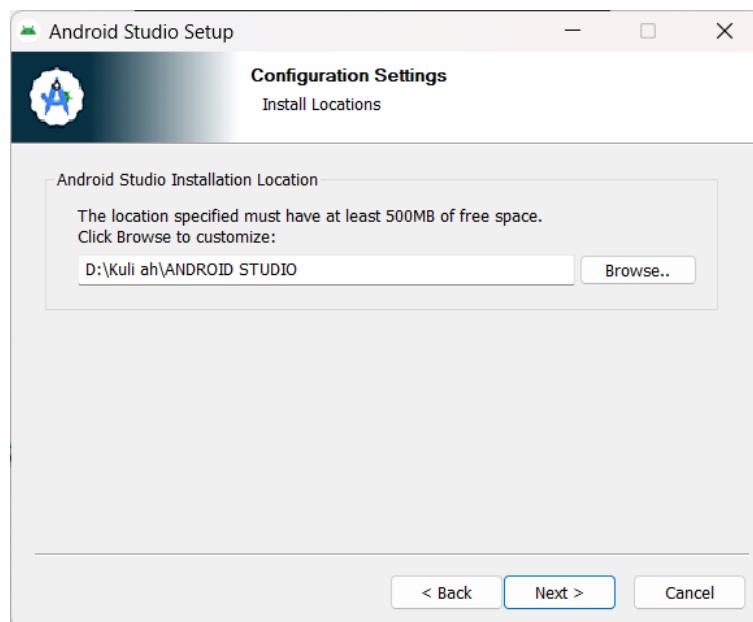 Android Studio Setup
Configuration Settings
Install Locations
Android Studio Installation Location
The location specified must have at least 500MB of free space.
Click Browse to customize:
D:\Kuli ah\ANDROID STUDIO
Browse..
< Back
Next >
Cancel